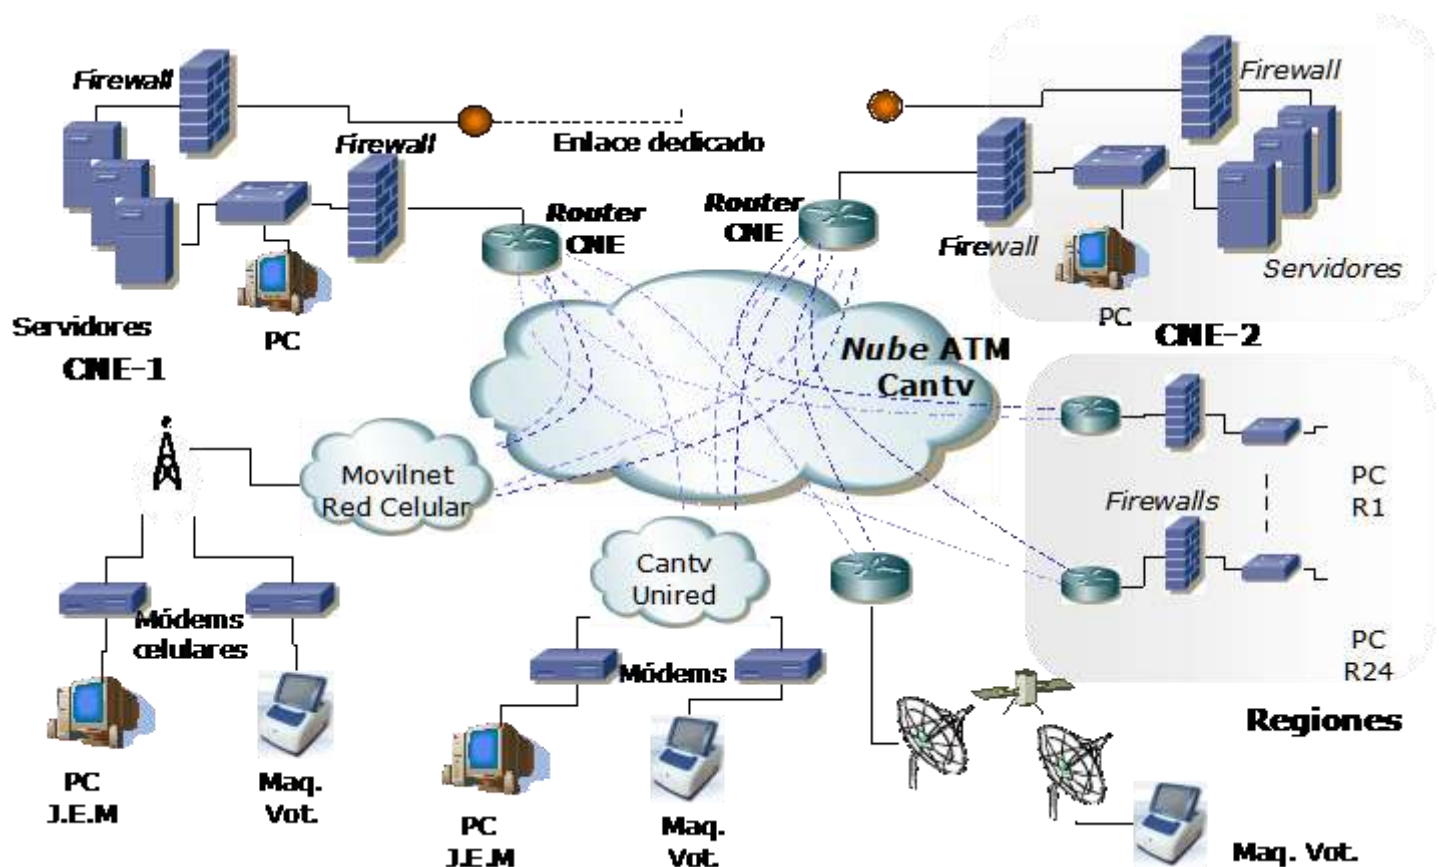 Firewall
Firewall
Enlace dedicado
Router
CNE
Servidores
PC
CNE-1
Router
CNE
Firewall
Firewall
Servidores
PC
CNE-2
Nube ATM
Cantv
Movilnet
Red Celular
Firewalls
PC
R1
Cantv
Unired
PC
R24
Módems
celulares
Módems
Regiones
PC
J.E.M
Maq.
Vot.
PC
J.E.M
Maq.
Vot.
Maq. Vot.